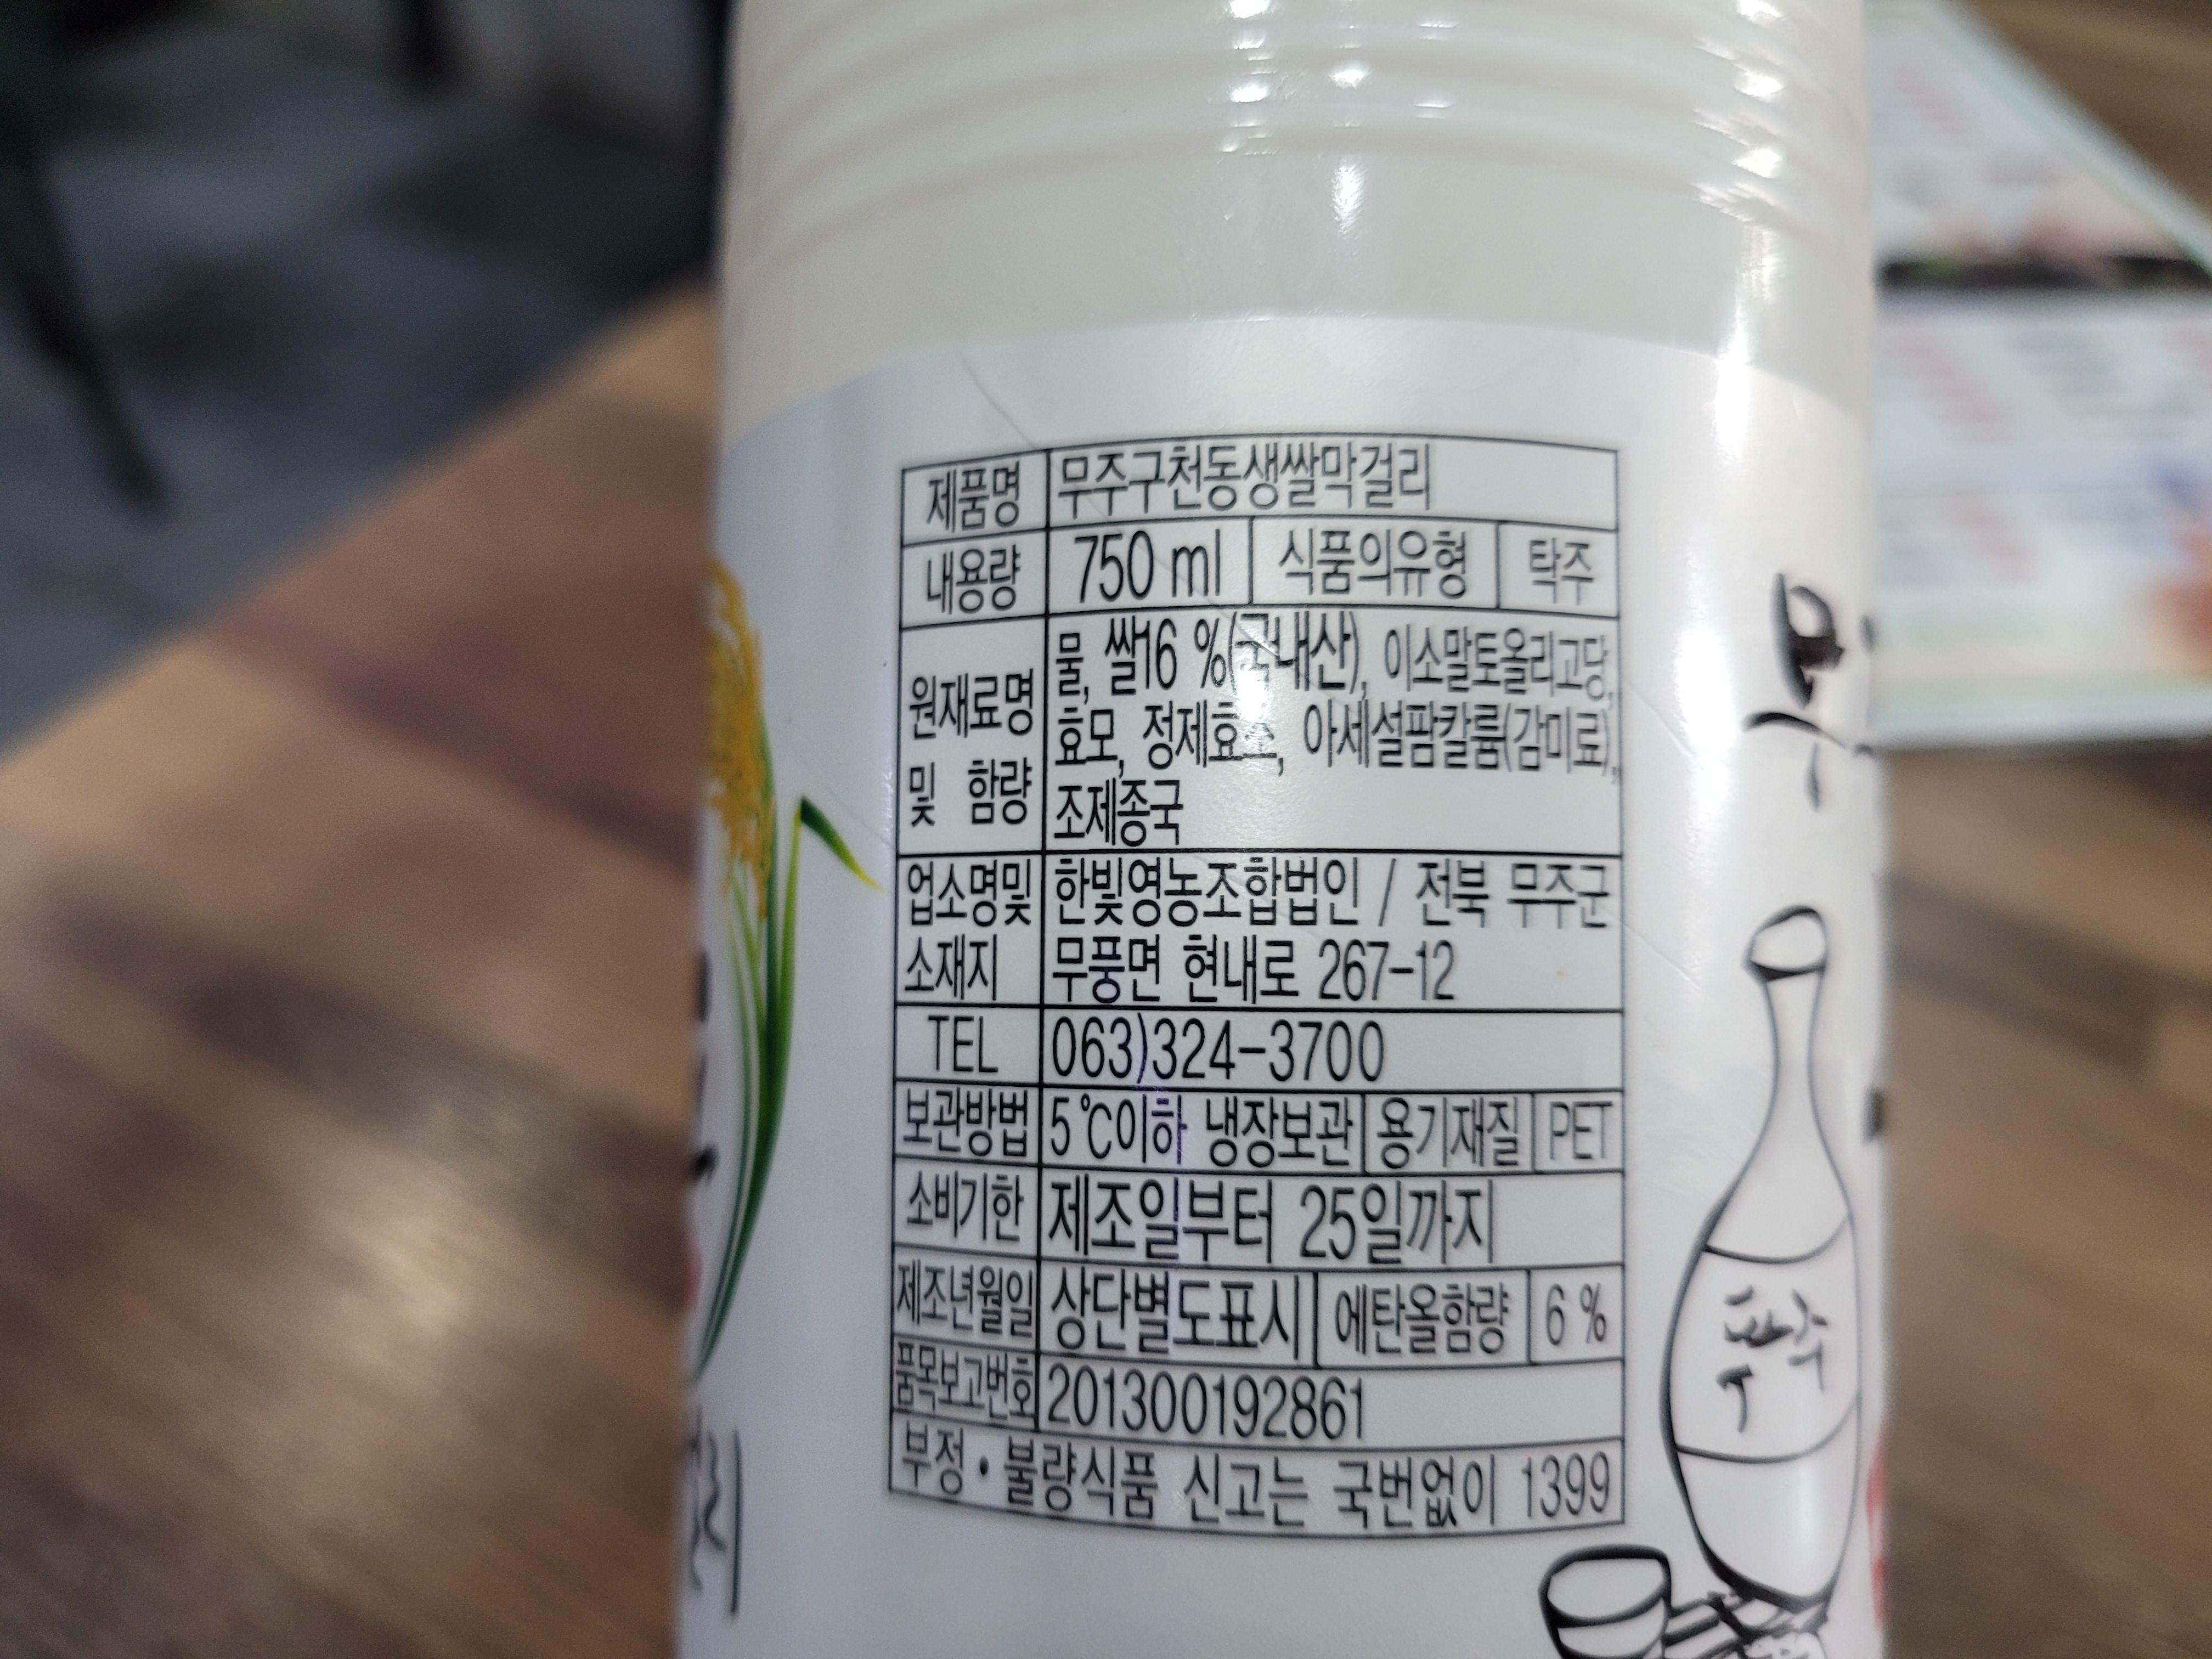 제품명 무주구천동생쌀막걸리
내용량 750 ml 식품의유형 탁주
원재료명 및 함량
물, 쌀16 %(국내산), 이소말토올리고당,
효모, 정제효소, 아세설팜칼륨(감미료),
조제종국
업소명및 한빛영농조합법인 / 전북 무주군
소재지 무풍면 현내로 267-12
TEL 063)324-3700
보관방법 5℃이하 냉장보관 용기재질 PET
소비기한 제조일부터 25일까지
제조년월일 상단별도표시 에탄올함량 6 %
품목보고번호 201300192861
부정·불량식품 신고는 국번없이 1399